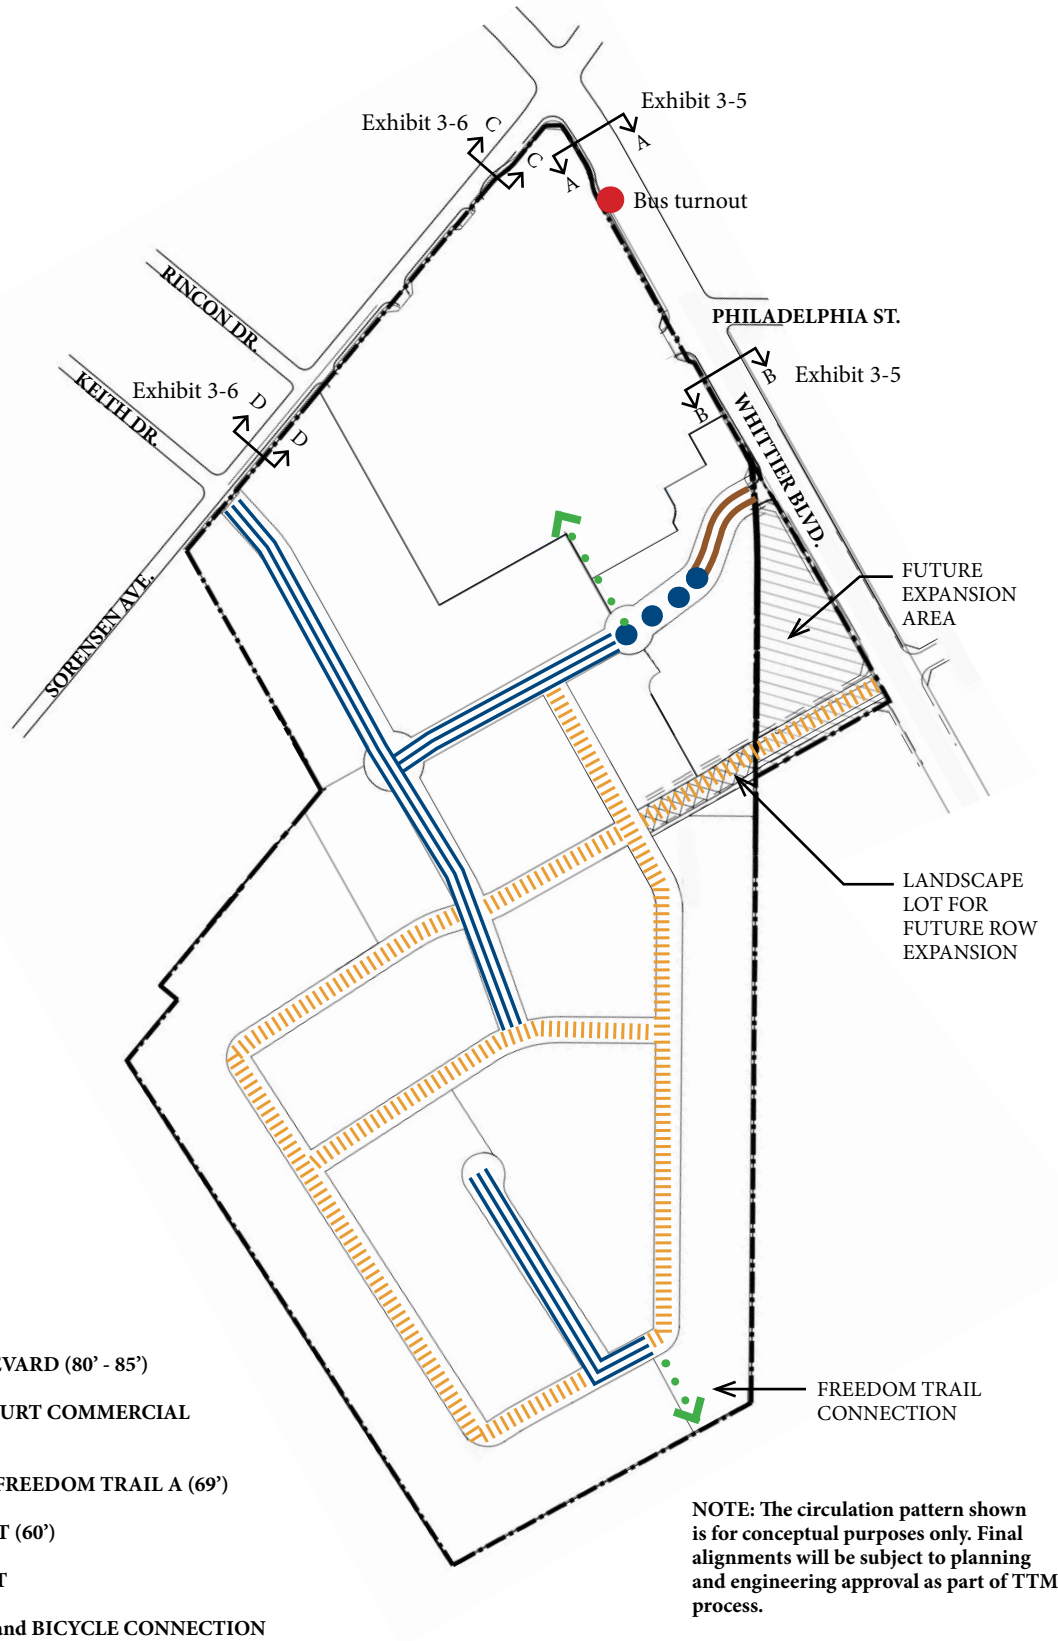 Exhibit 3-5
Exhibit 3-6
C
C
A
A
Bus turnout
RINCON DR.
PHILADELPHIA ST.
KEITH DR.
Exhibit 3-6
D
D
B
B
Exhibit 3-5
WHITTIER BLVD.
SORENSEN AVE.
FUTURE
EXPANSION
AREA
LANDSCAPE
LOT FOR
FUTURE ROW
EXPANSION
FREEDOM TRAIL
CONNECTION
EVARD (80’ - 85’)
URT COMMERCIAL
FREEDOM TRAIL A (69’)
T (60’)
T
and BICYCLE CONNECTION
NOTE: The circulation pattern shown
is for conceptual purposes only. Final
alignments will be subject to planning
and engineering approval as part of TTM
process.